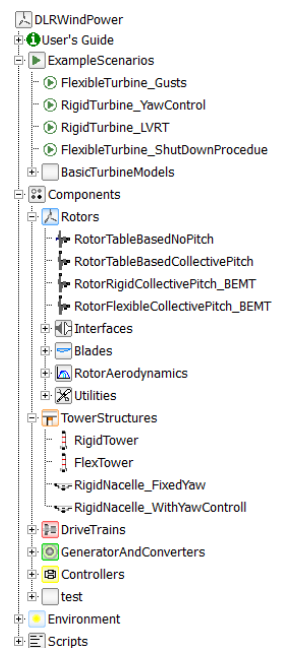 DLRWindPower
User's Guide
ExampleScenarios
FlexibleTurbine_Gusts
RigidTurbine_YawControl
RigidTurbine_LVRT
FlexibleTurbine_ShutDownProcedue
BasicTurbineModels
Components
Rotors
RotorTableBasedNoPitch
RotorTableBasedCollectivePitch
RotorRigidCollectivePitch_BEMT
RotorFlexibleCollectivePitch_BEMT
Interfaces
Blades
RotorAerodynamics
Utilities
TowerStructures
RigidTower
FlexTower
RigidNacelle_FixedYaw
RigidNacelle_WithYawControll
DriveTrains
GeneratorAndConverters
Controllers
test
Environment
Scripts